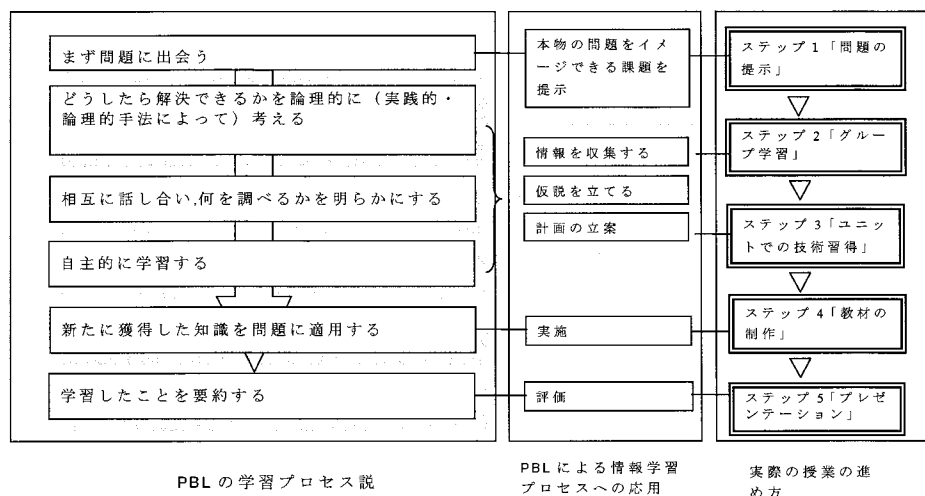 まず問題に出会う
どうしたら解決できるかを論理的に（実践的・
論理的手法によって）考える
相互に話し合い,何を調べるかを明らかにする
自主的に学習する
新たに獲得した知識を問題に適用する
学習したことを要約する
PBLの学習プロセス説
本物の問題をイメ
ージできる課題を
提示
情報を収集する
仮説を立てる
計画の立案
実施
評価
PBLによる情報学習
プロセスへの応用
ステップ1「問題の
提示」
ステップ2「グルー
プ学習」
ステップ3「ユニッ
トでの技術習得」
ステップ4「教材の
制作」
ステップ5「プレゼ
ンテーション」
実際の授業の進
め方